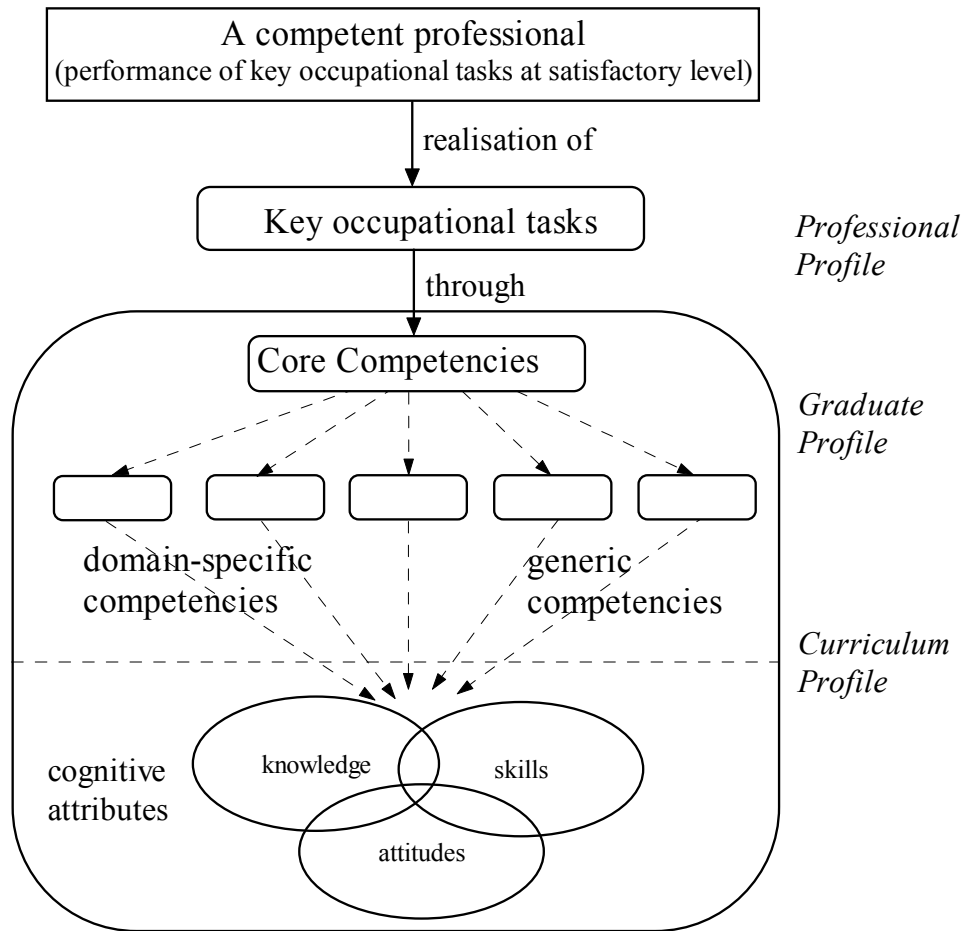 A competent professional
(performance of key occupational tasks at satisfactory level)
realisation of
Key occupational tasks
Professional
Profile
through
Core Competencies
Graduate
Profile
domain-specific
competencies
generic
competencies
Curriculum
Profile
cognitive
attributes
knowledge
skills
attitudes